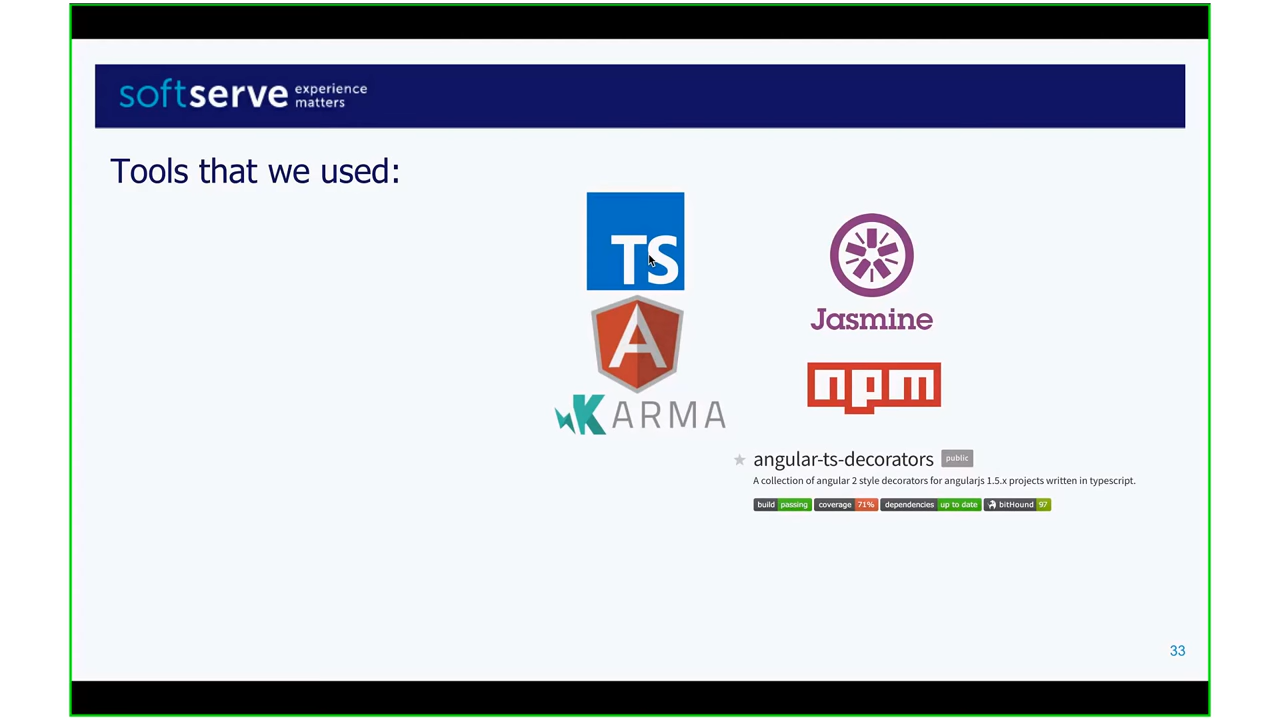 softserve experience matters
Tools that we used:
TS
Jasmine
A
KARMA
npm
angular-ts-decorators public
A collection of angular 2 style decorators for angularjs 1.5.x projects written in typescript.
build passing coverage 71% dependencies up to date bitHound 97
33